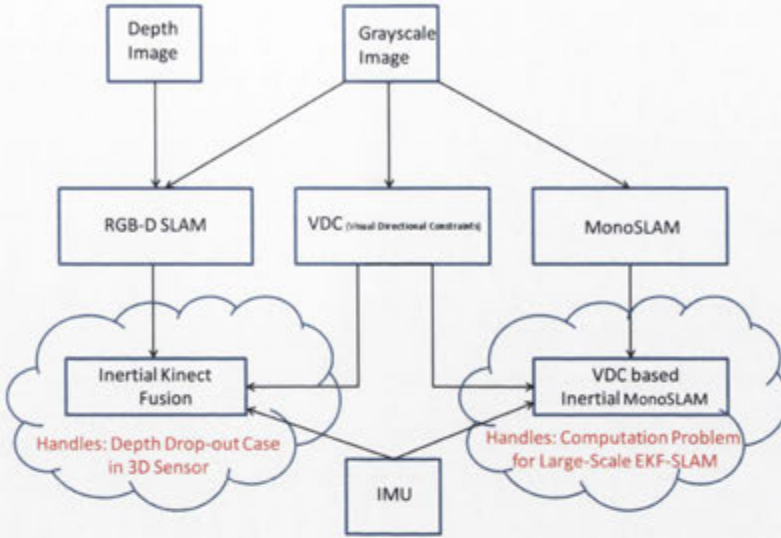 Depth
Image
Grayscale
Image
RGB-D SLAM
VDC (Visual Directional Constraints)
MonoSLAM
Inertial Kinect
Fusion
VDC based
Inertial MonoSLAM
Handles: Depth Drop-out Case
in 3D Sensor
Handles: Computation Problem
for Large-Scale EKF-SLAM
IMU